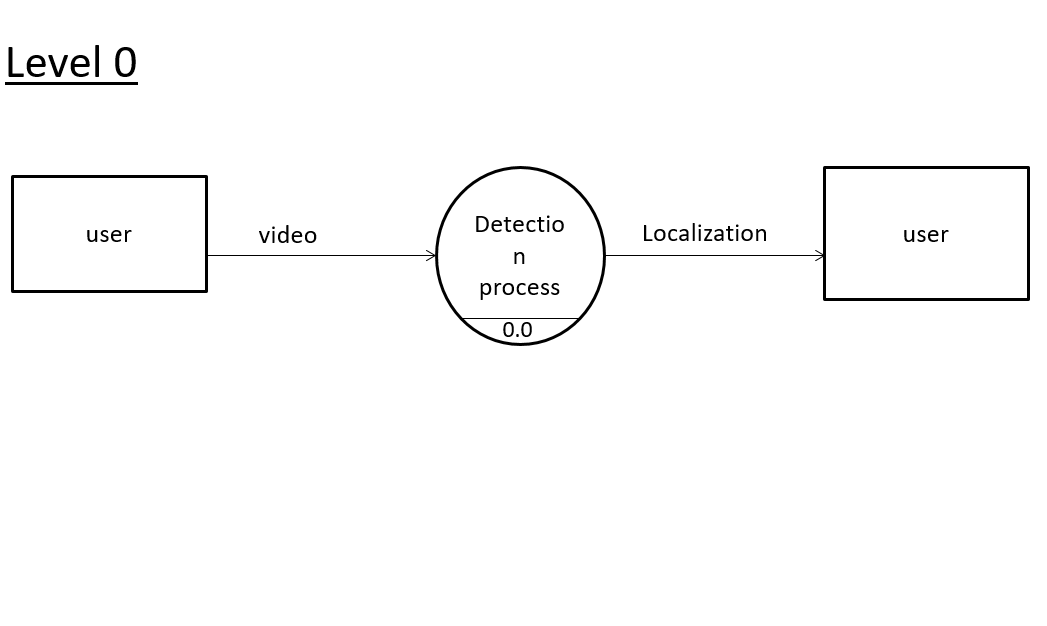 Level 0
user
video
Detectio
n
process
0.0
Localization
user